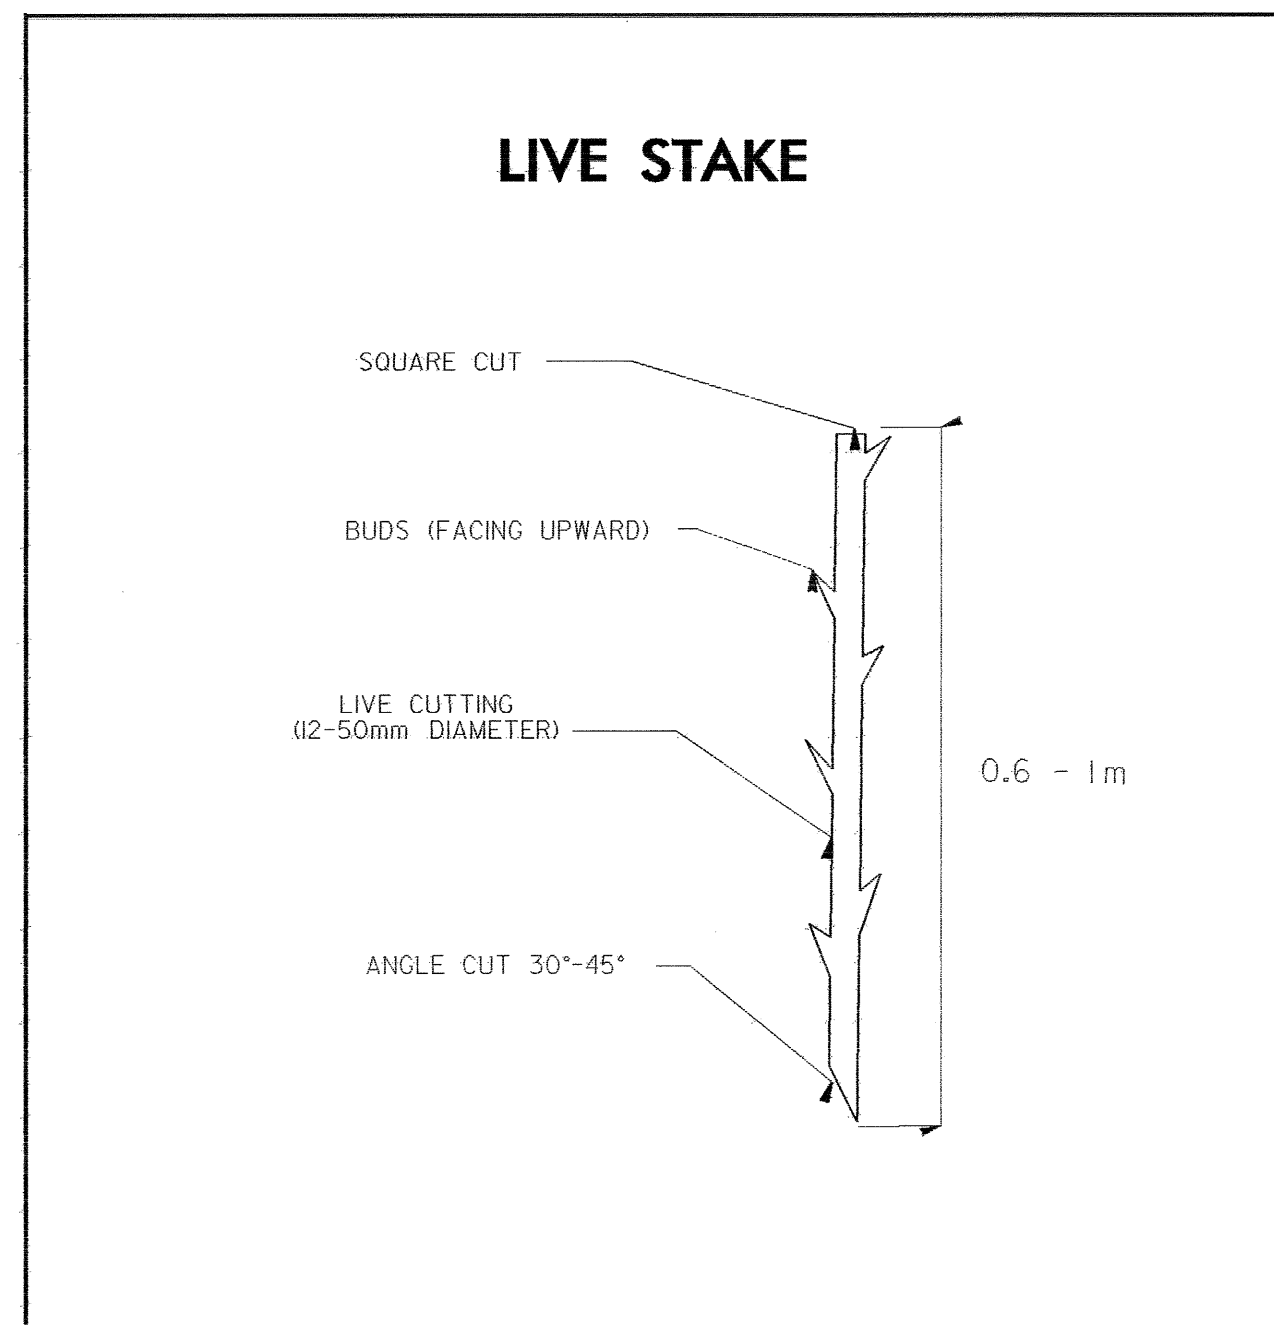 LIVE STAKE
SQUARE CUT
BUDS (FACING UPWARD)
LIVE CUTTING
(12-50mm DIAMETER)
0.6 - 1m
ANGLE CUT 30°-45°